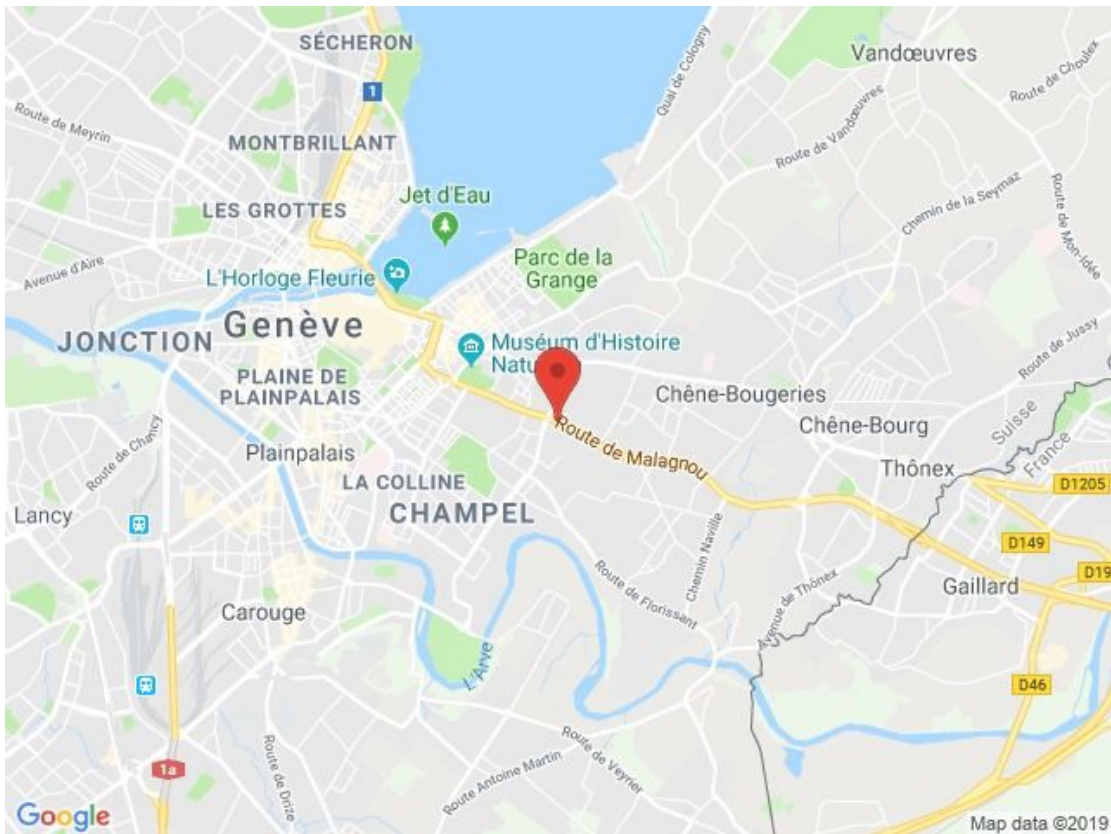 SÉCHERON
Vandœuvres
Quai de Cologny
Route de Choulex
1
Route de Meyrin
MONTBRILLANT
Route de Vandœuvres
Jet d'Eau
Chemin de la Seymaz
LES GROTTES
Route de Mon-Idée
Avenue d'Aire
L'Horloge Fleurie
Parc de la
Grange
JONCTION
Genève
Muséum d'Histoire
Route de Jussy
PLAINE DE
PLAINPALAIS
Chêne-Bougeries
Chêne-Bourg
Suisse
France
Route de Chancy
Plainpalais
Route de Malagnou
Thônex
D1205
LA COLLINE
CHAMPEL
Lancy
D149
Chemin Naville
D19
Gaillard
Route de Florissant
Avenue de Thônex
Carouge
L'Arve
D46
1a
Route de Drize
Route Antoine Martin
Route de Veyrier
Google
Map data ©2019